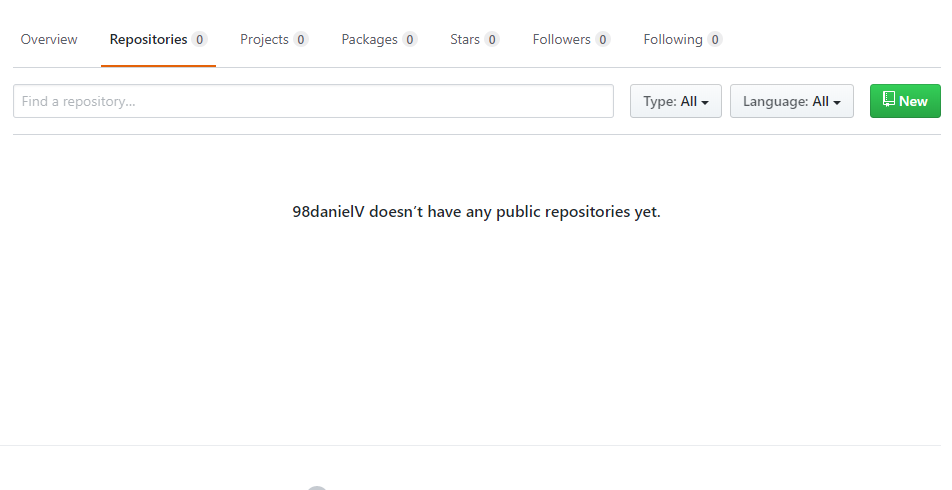 Overview Repositories 0 Projects 0 Packages 0 Stars 0 Followers 0 Following 0
Find a repository... Type: All Language: All New
98danielV doesn’t have any public repositories yet.